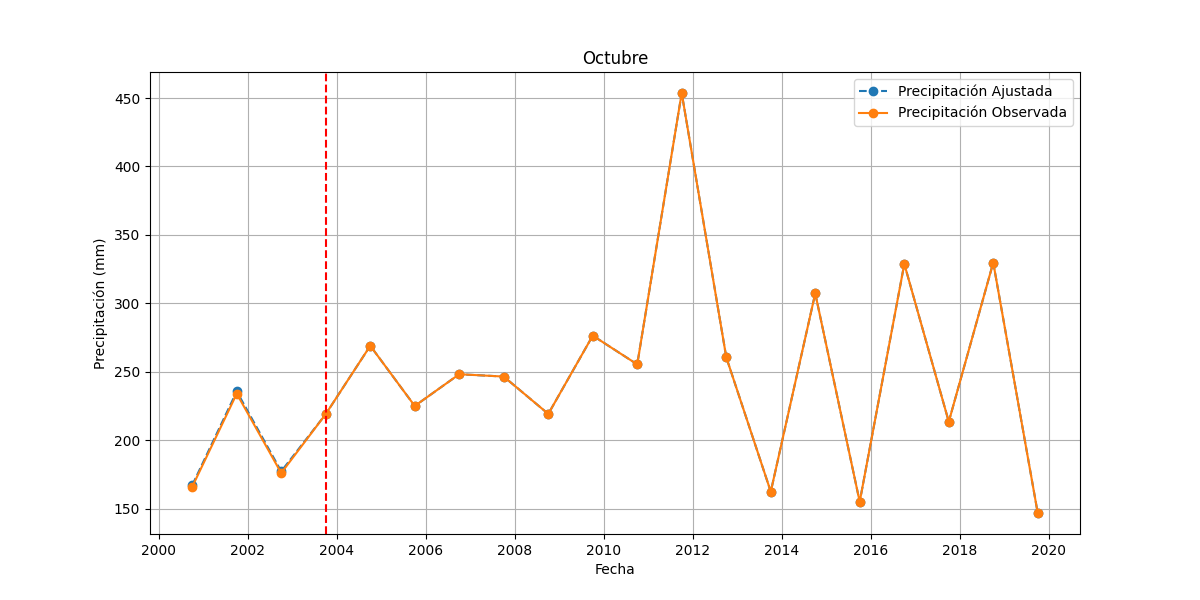 Octubre
Precipitación Ajustada
Precipitación Observada
Precipitación (mm)
450
400
350
300
250
200
150
2000 2002 2004 2006 2008 2010 2012 2014 2016 2018 2020
Fecha